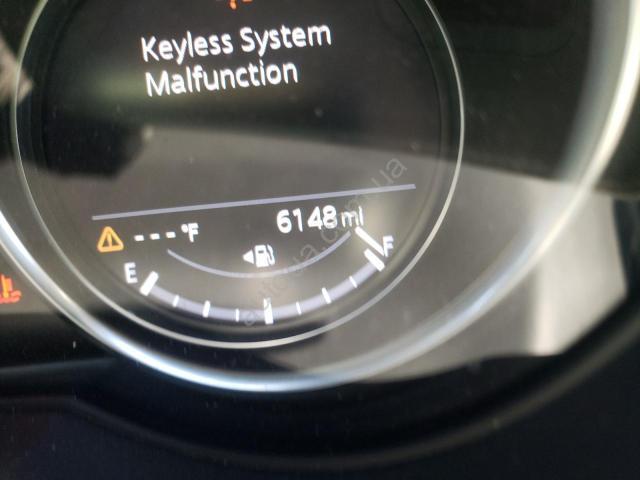 Keyless System
Malfunction
--- °F
6148 mi
E
F